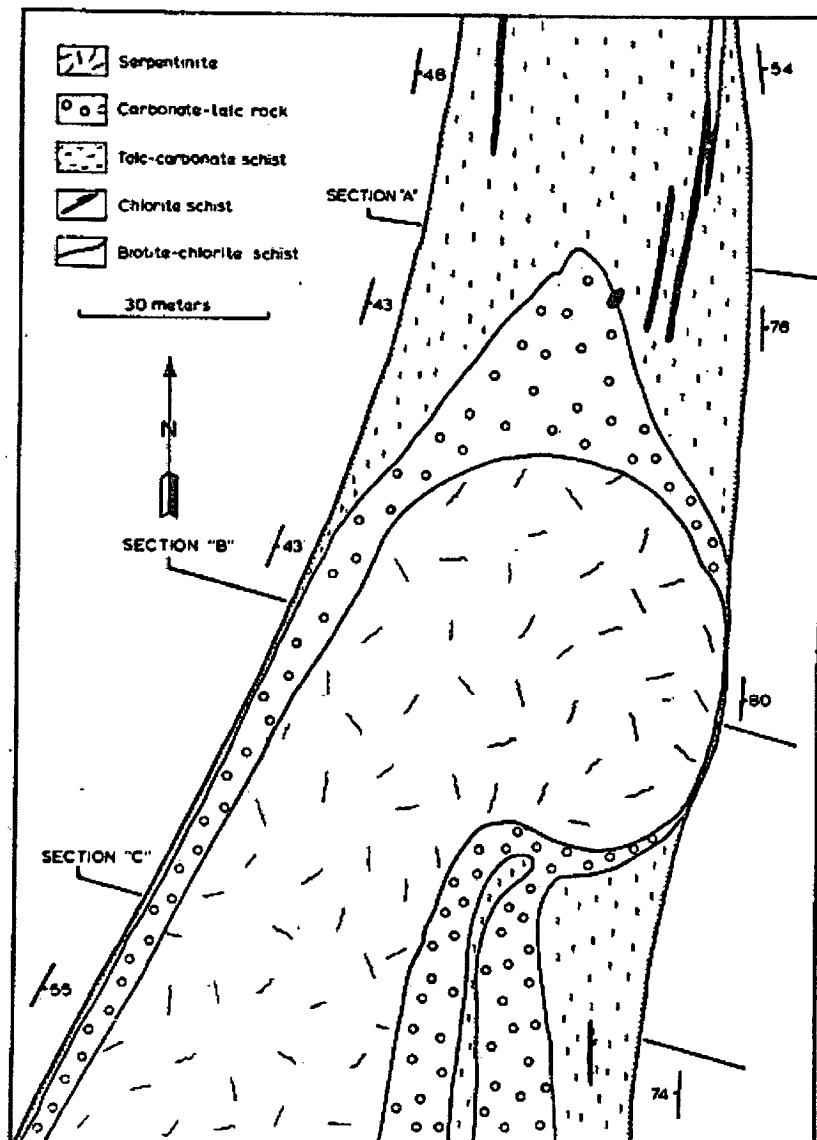 Serpentinite
Carbonate-talc rock
Talc-carbonate schist
Chlorite schist
Biotite-chlorite schist
30 meters
N
SECTION "A"
SECTION "B"
SECTION "C"
48
54
43
76
43
80
55
74